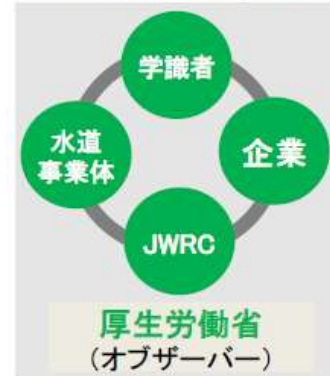 学識者
水道
事業体
企業
JWRC
厚生労働省
(オブザーバー)